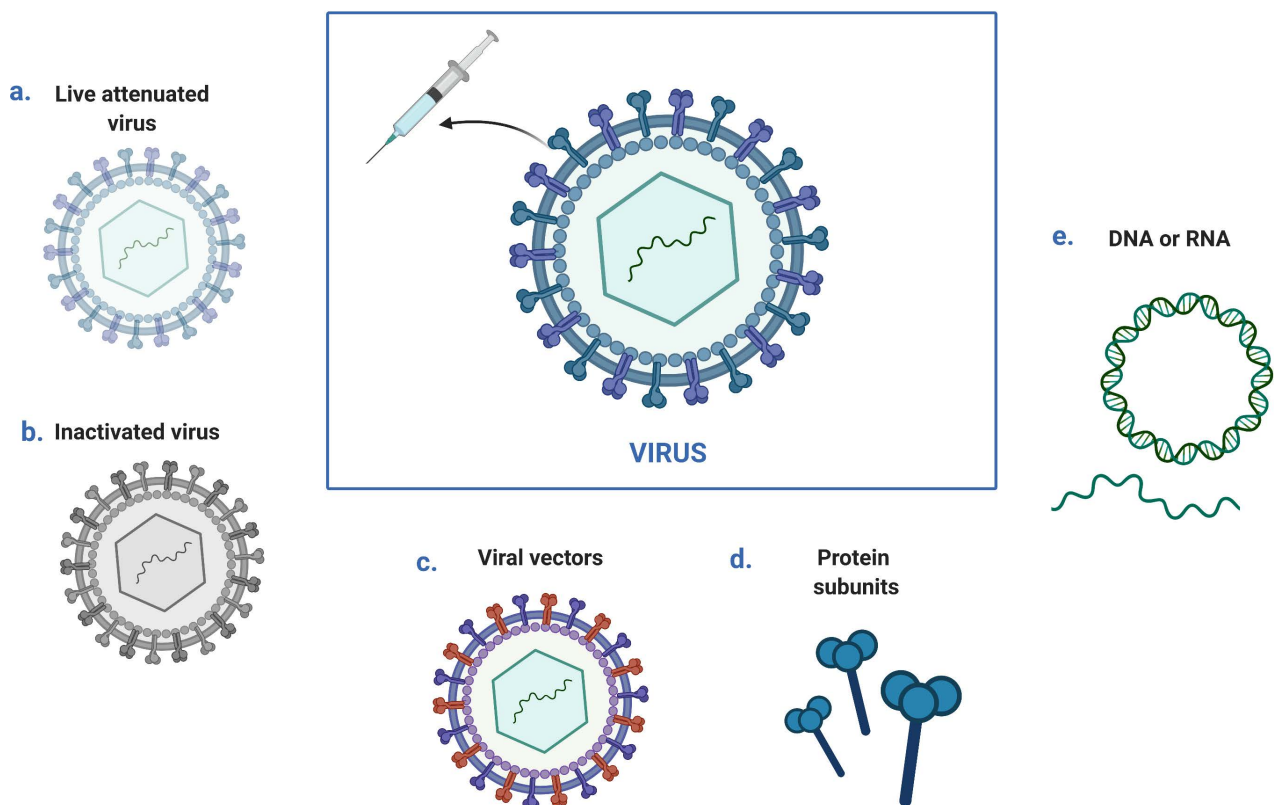 a. Live attenuated
virus
VIRUS
b. Inactivated virus
c. Viral vectors
d. Protein
subunits
e. DNA or RNA